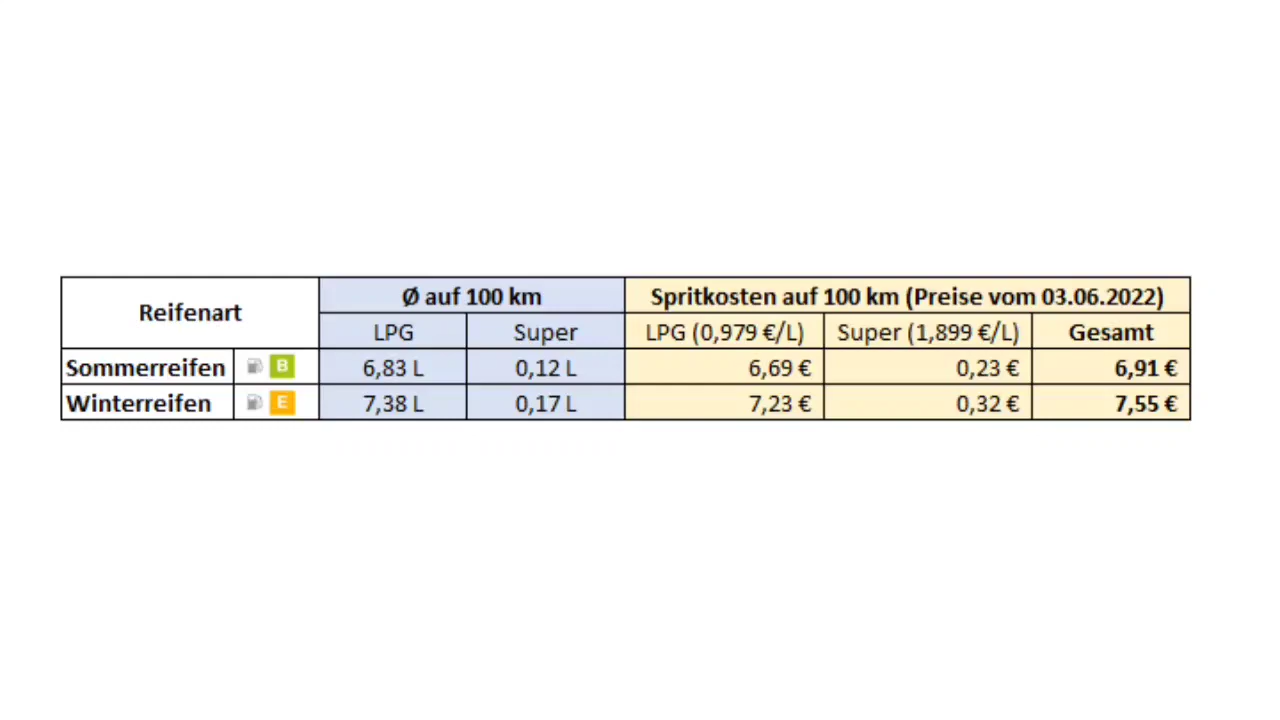 Reifenart Ø auf 100 km Spritkosten auf 100 km (Preise vom 03.06.2022)
LPG Super LPG (0,979 €/L) Super (1,899 €/L) Gesamt
Sommerreifen B 6,83 L 0,12 L 6,69 € 0,23 € 6,91 €
Winterreifen E 7,38 L 0,17 L 7,23 € 0,32 € 7,55 €